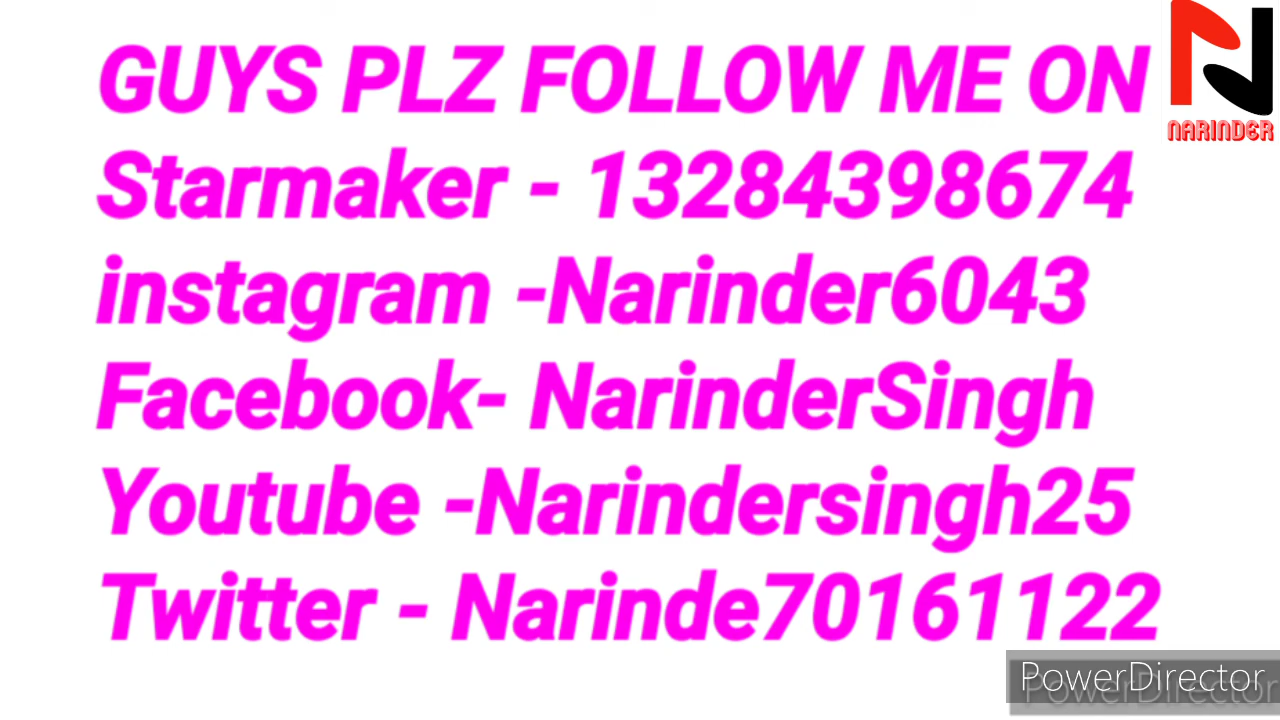 GUYS PLZ FOLLOW ME ON
Starmaker - 13284398674
instagram -Narinder6043
Facebook- NarinderSingh
Youtube -Narindersingh25
Twitter - Narinde70161122
NARINDER
PowerDirector